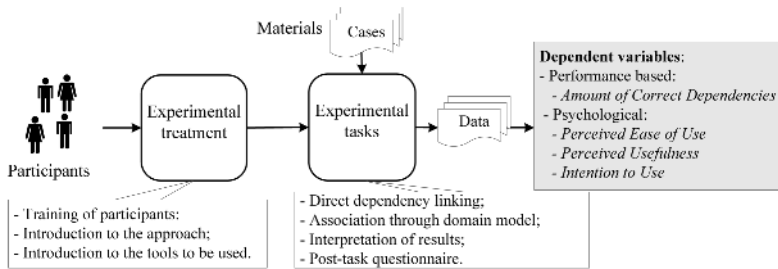 Materials
Cases
Participants
Experimental
treatment
Experimental
tasks
Data
Dependent variables:
- Performance based:
- Amount of Correct Dependencies
- Psychological:
- Perceived Ease of Use
- Perceived Usefulness
- Intention to Use
- Training of participants:
- Introduction to the approach;
- Introduction to the tools to be used.
- Direct dependency linking;
- Association through domain model;
- Interpretation of results;
- Post-task questionnaire.